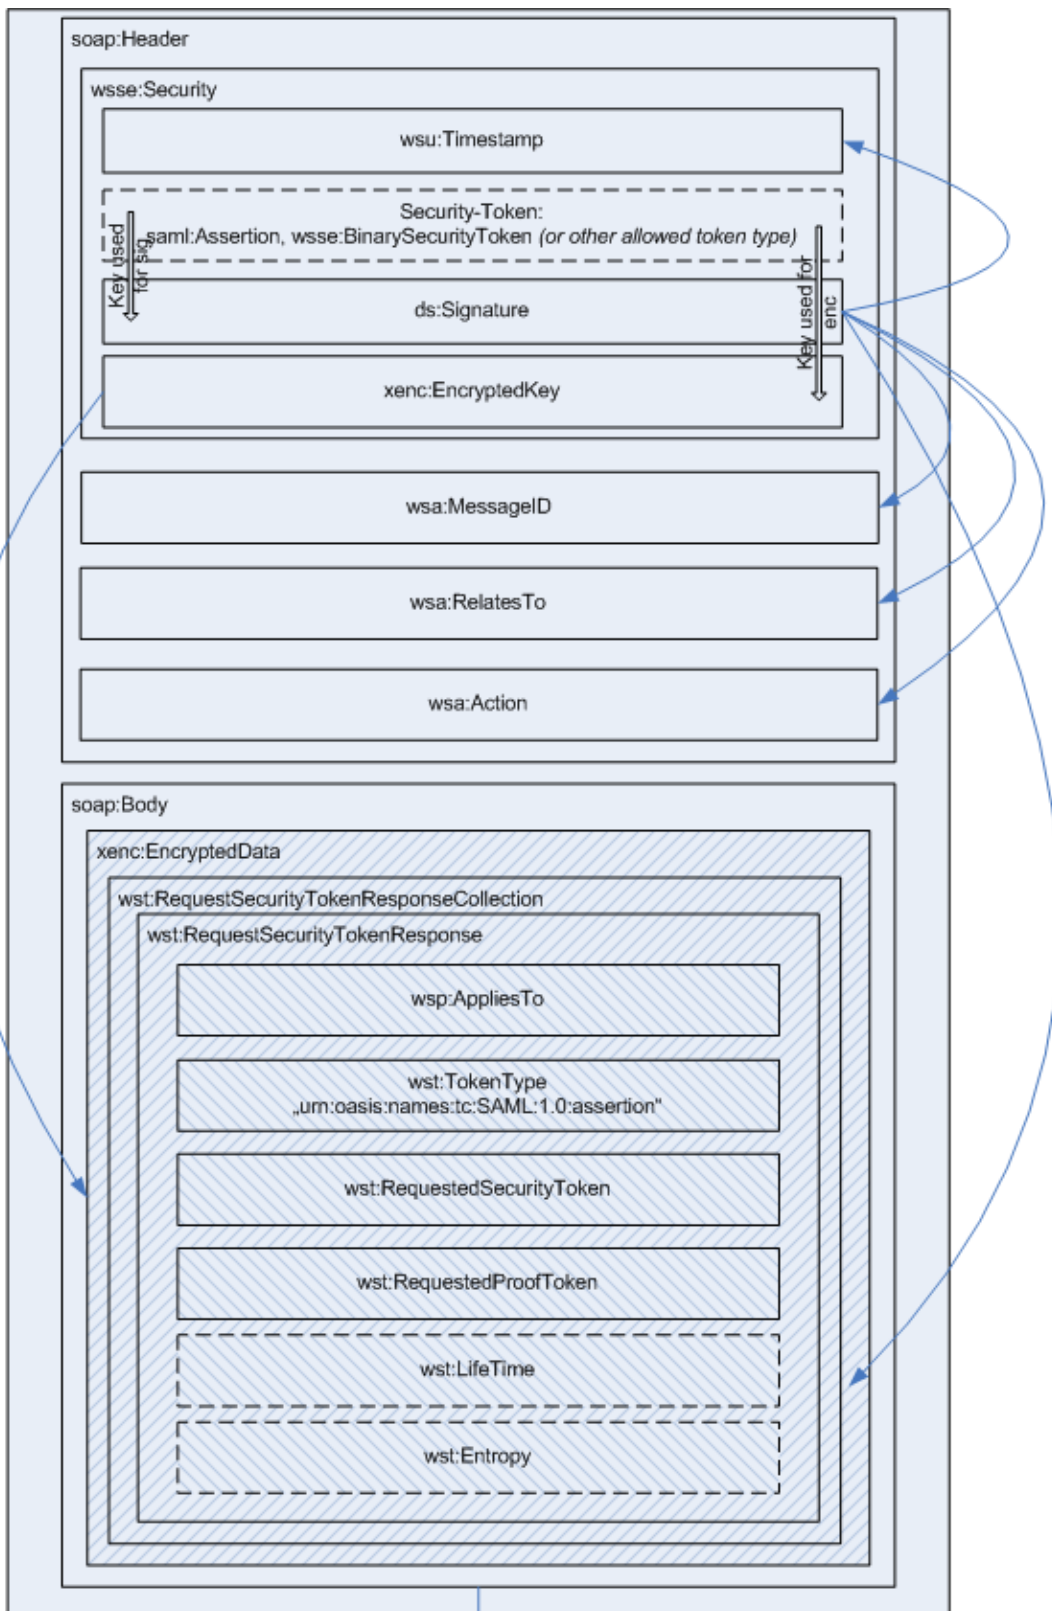 soap:Header
wsse:Security
wsu:Timestamp
Security-Token:
saml:Assertion, wsse:BinarySecurityToken (or other allowed token type)
Key used
for sig
Key used for
enc
ds:Signature
xenc:EncryptedKey
wsa:MessageID
wsa:RelatesTo
wsa:Action
soap:Body
xenc:EncryptedData
wst:RequestSecurityTokenResponseCollection
wst:RequestSecurityTokenResponse
wsp:AppliesTo
wst:TokenType
„urn:oasis:names:tc:SAML:1.0:assertion"
wst:RequestedSecurityToken
wst:RequestedProofToken
wst:LifeTime
wst:Entropy